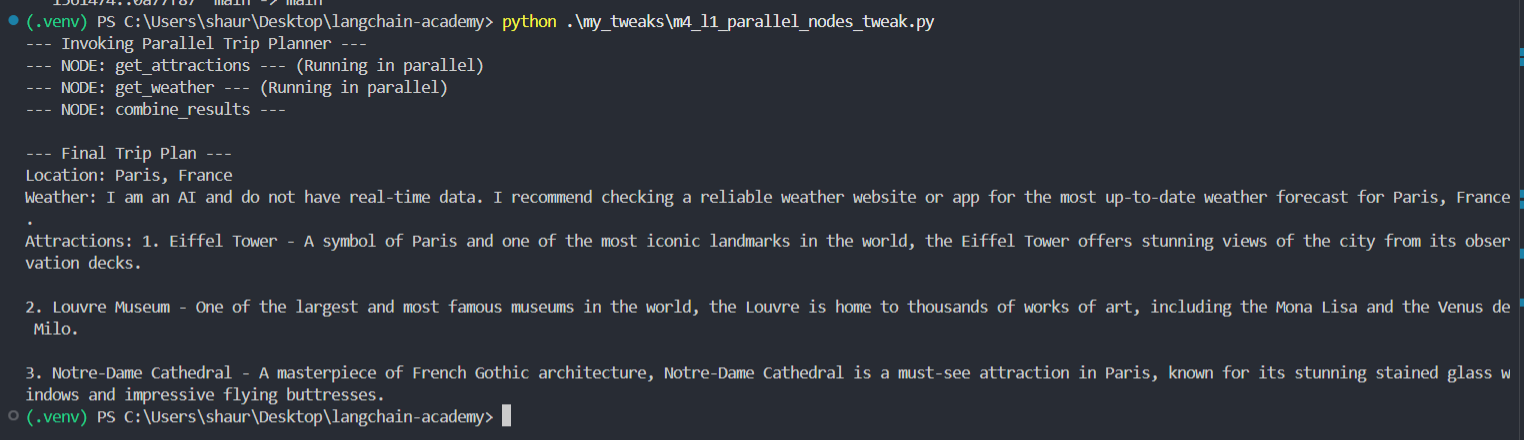 (.venv) PS C:\Users\shaur\Desktop\langchain-academy> python .\my_tweaks\m4_l1_parallel_nodes_tweak.py
--- Invoking Parallel Trip Planner ---
--- NODE: get_attractions --- (Running in parallel)
--- NODE: get_weather --- (Running in parallel)
--- NODE: combine_results ---
--- Final Trip Plan ---
Location: Paris, France
Weather: I am an AI and do not have real-time data. I recommend checking a reliable weather website or app for the most up-to-date weather forecast for Paris, France
.
Attractions: 1. Eiffel Tower - A symbol of Paris and one of the most iconic landmarks in the world, the Eiffel Tower offers stunning views of the city from its obser
vation decks.
2. Louvre Museum - One of the largest and most famous museums in the world, the Louvre is home to thousands of works of art, including the Mona Lisa and the Venus de
 Milo.
3. Notre-Dame Cathedral - A masterpiece of French Gothic architecture, Notre-Dame Cathedral is a must-see attraction in Paris, known for its stunning stained glass w
indows and impressive flying buttresses.
(.venv) PS C:\Users\shaur\Desktop\langchain-academy>